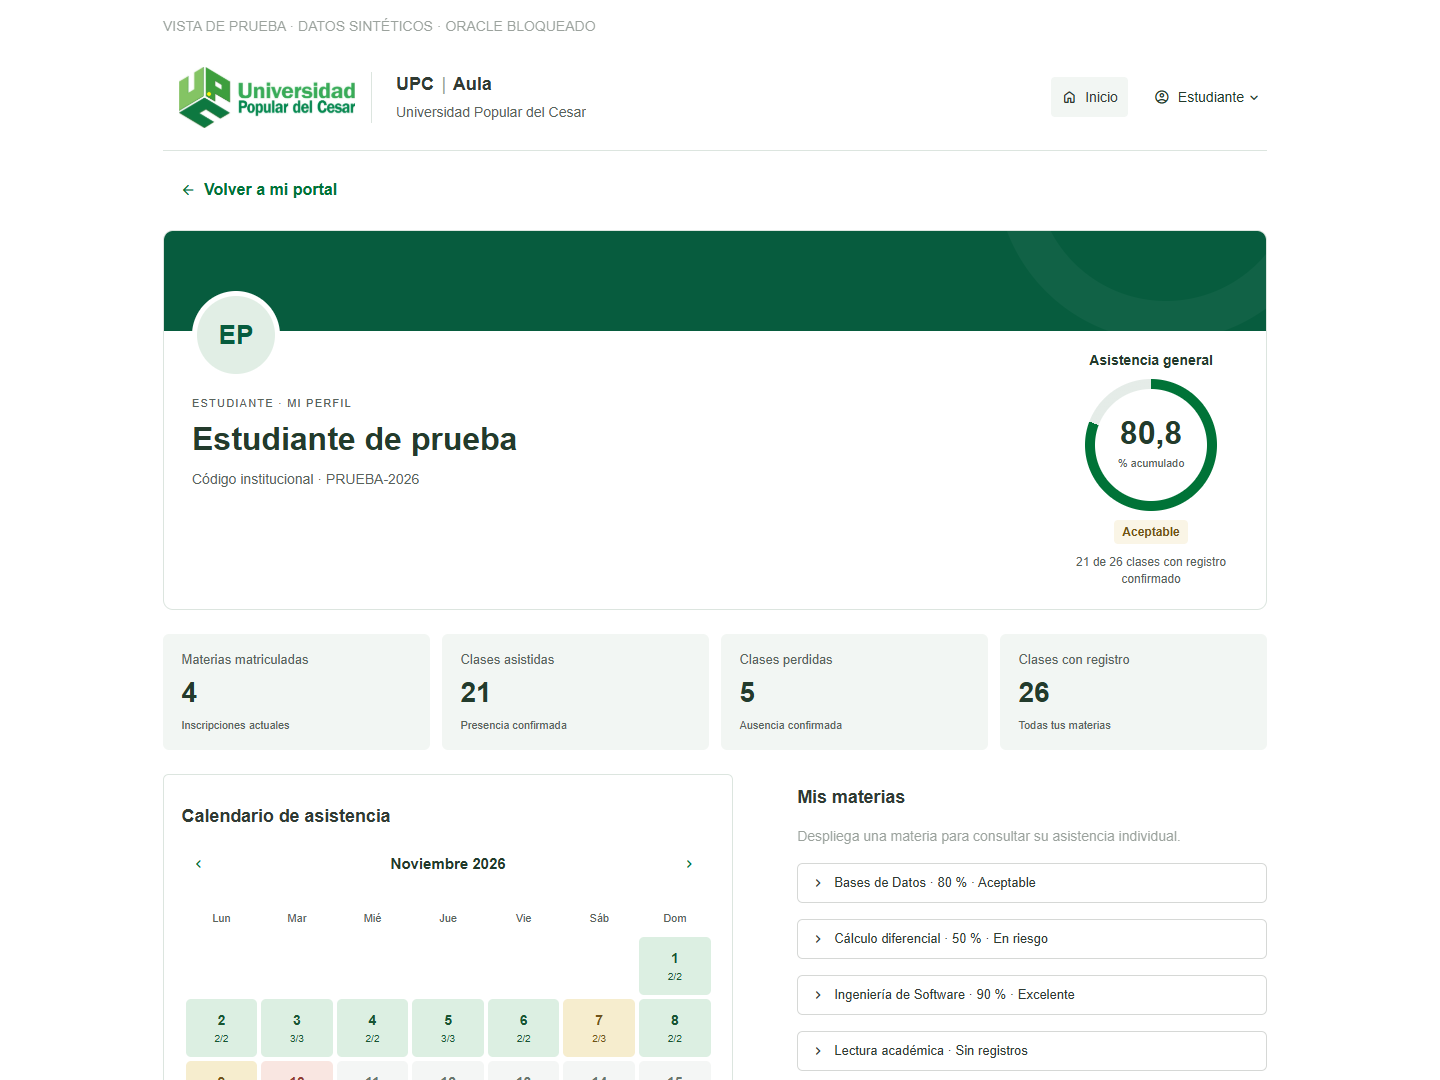 VISTA DE PRUEBA · DATOS SINTÉTICOS · ORACLE BLOQUEADO
Universidad
Popular del Cesar
UPC | Aula
Universidad Popular del Cesar
Inicio
Estudiante
Volver a mi portal
EP
ESTUDIANTE · MI PERFIL
Estudiante de prueba
Código institucional · PRUEBA-2026
Asistencia general
80,8
% acumulado
Aceptable
21 de 26 clases con registro
confirmado
Materias matriculadas
4
Inscripciones actuales
Clases asistidas
21
Presencia confirmada
Clases perdidas
5
Ausencia confirmada
Clases con registro
26
Todas tus materias
Calendario de asistencia
Noviembre 2026
Lun Mar Mié Jue Vie Sáb Dom
1
2/2
2 3 4 5 6 7 8
2/2 3/3 2/2 3/3 2/2 2/3 2/2
9 10 11 12 13 14 15
Mis materias
Despliega una materia para consultar su asistencia individual.
Bases de Datos · 80 % · Aceptable
Cálculo diferencial · 50 % · En riesgo
Ingeniería de Software · 90 % · Excelente
Lectura académica · Sin registros